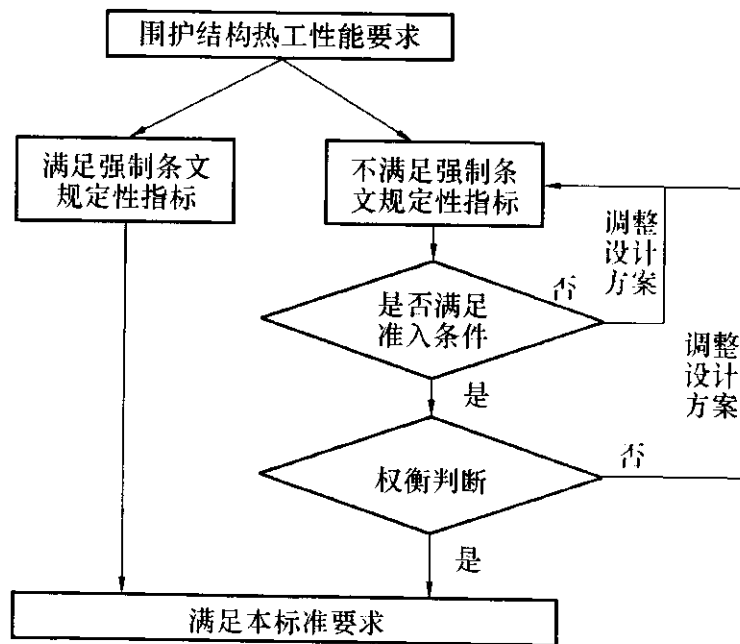 围护结构热工性能要求
满足强制条文
规定性指标
不满足强制条
文规定性指标
调整
设计
方案
是否满足
准入条件
否
调整
设计
方案
是
权衡判断
否
是
满足本标准要求